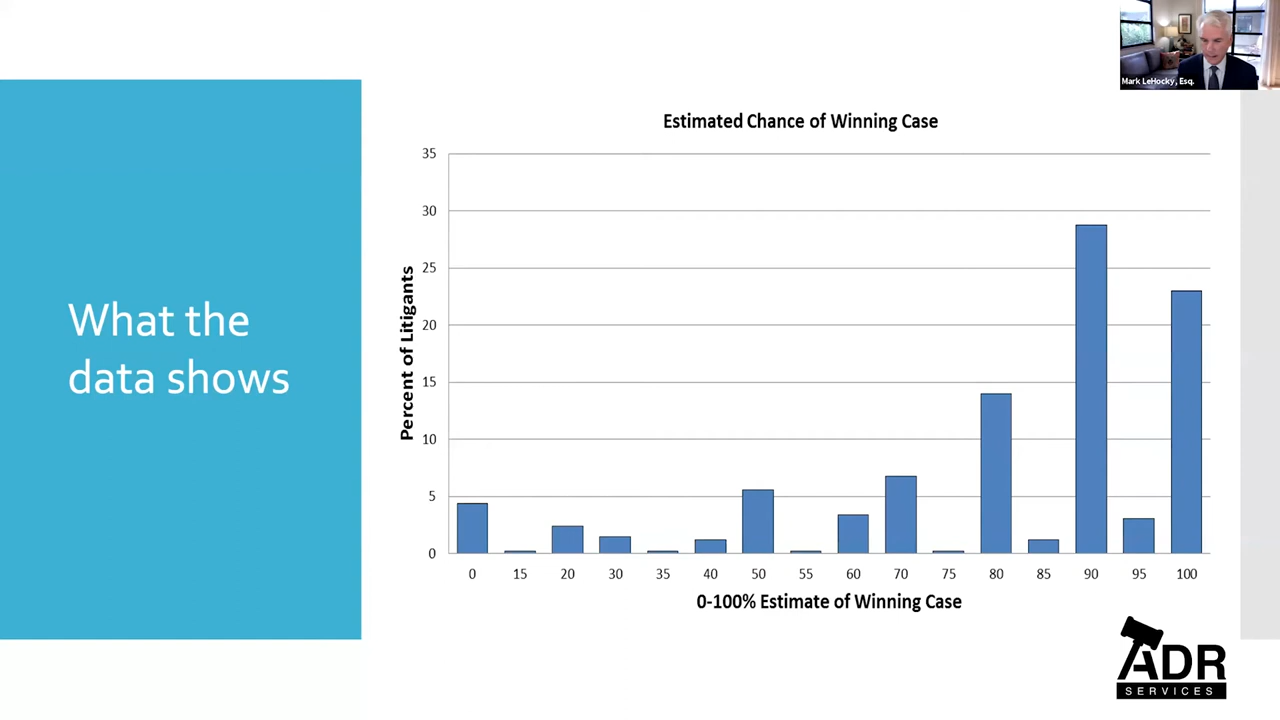 Mark LeHocky, Esq.
What the
data shows
Estimated Chance of Winning Case
Percent of Litigants
35
30
25
20
15
10
5
0
0 15 20 30 35 40 50 55 60 70 75 80 85 90 95 100
0-100% Estimate of Winning Case
ADR
SERVICES